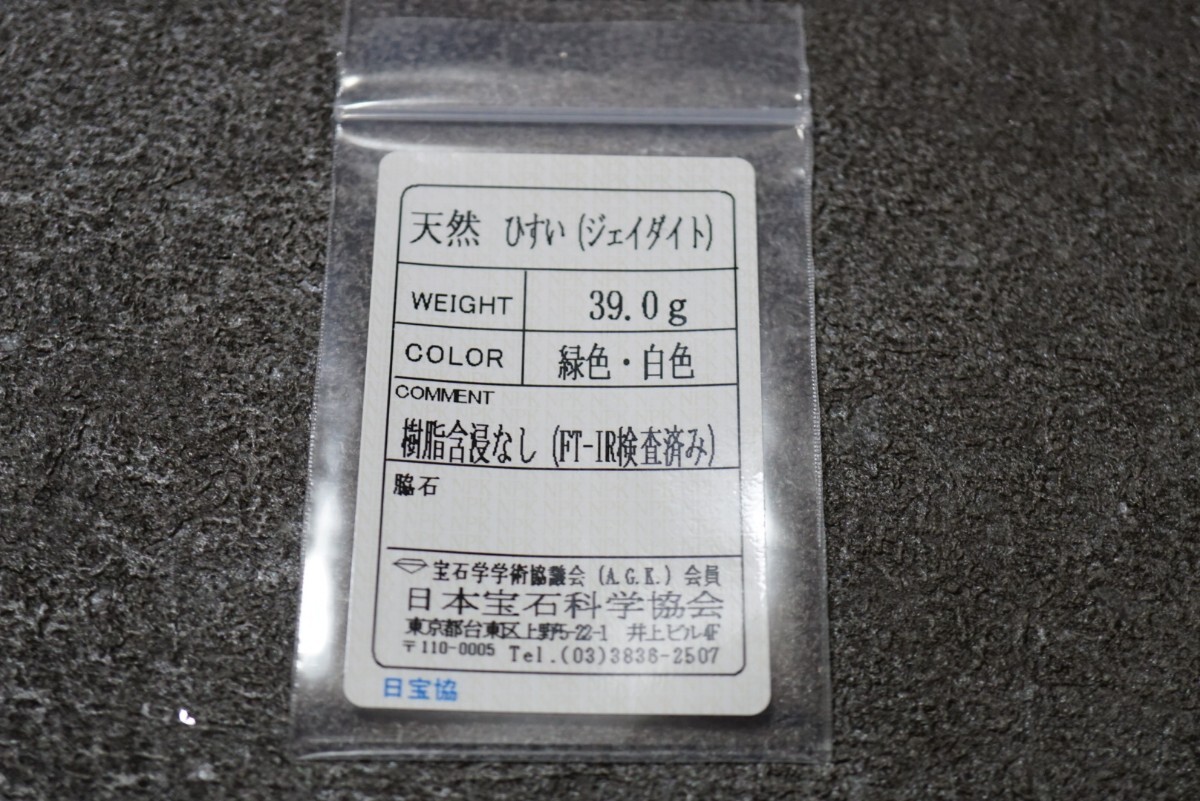 天然 ひすい (ジェイダイト)
WEIGHT 39.0g
COLOR 緑色・白色
COMMENT
樹脂含浸なし (FT-IR検査済み)
脇石
宝石学学術協議会 (A.G.K.) 会員
日本宝石科学協会
東京都台東区上野5-22-1 井上ビル4F
〒110-0005 Tel.(03)3836-2507
日宝協